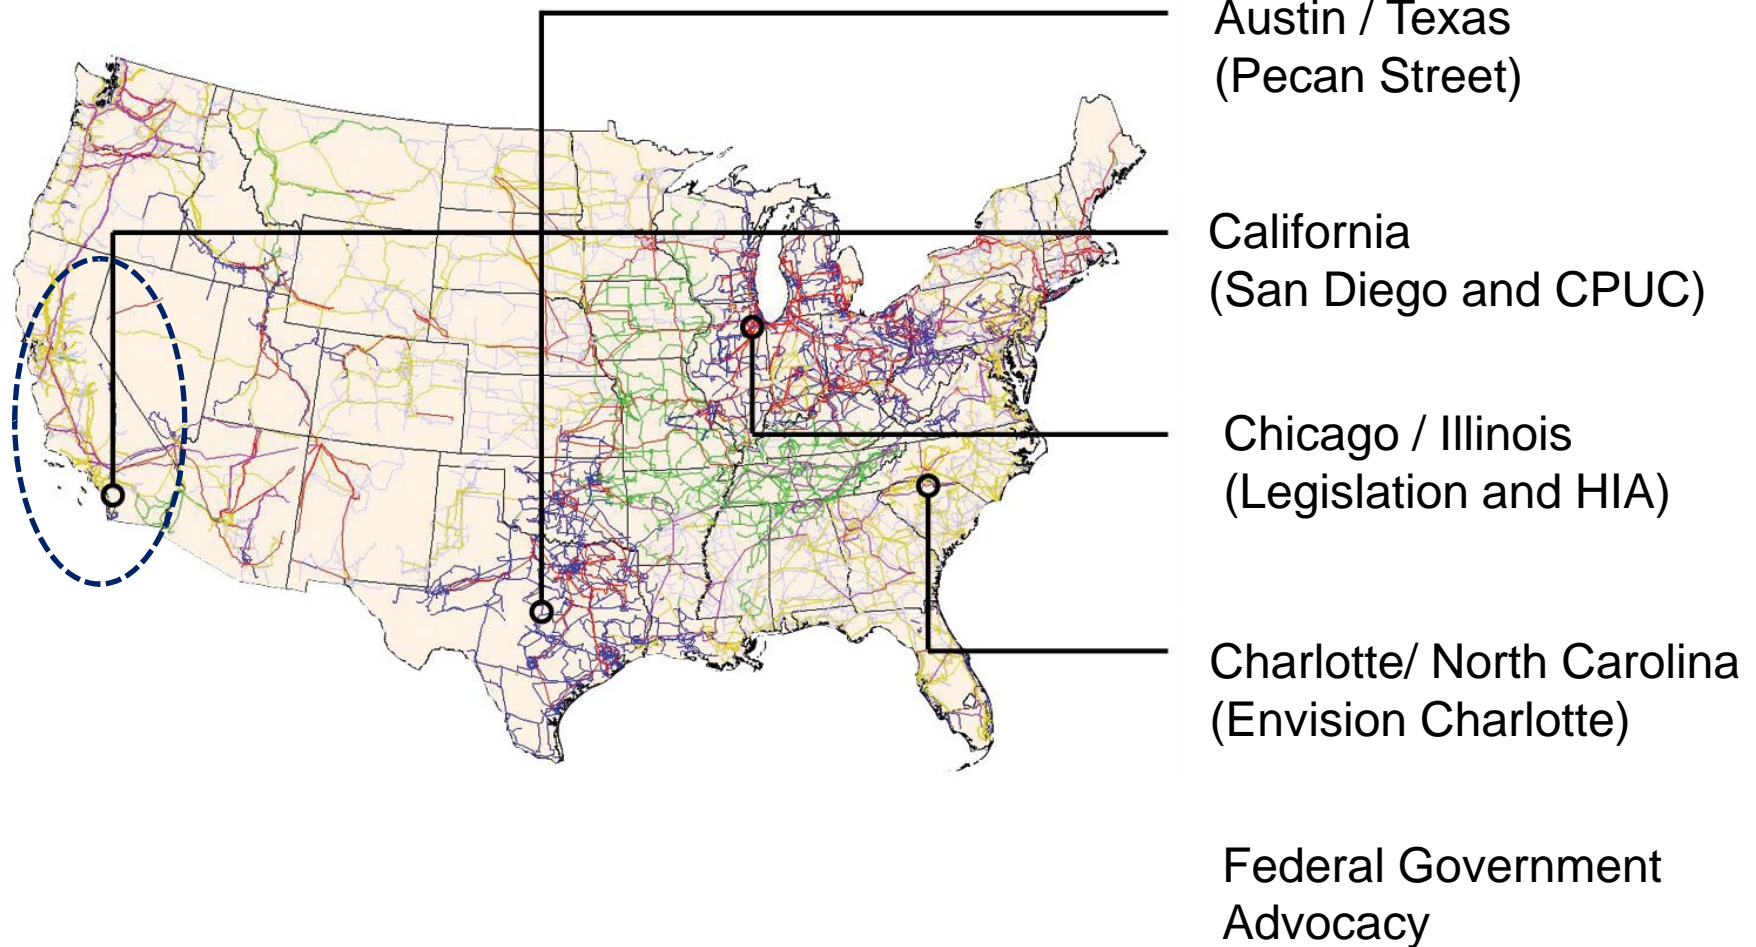 Austin / Texas
(Pecan Street)
California
(San Diego and CPUC)
Chicago / Illinois
(Legislation and HIA)
Charlotte/ North Carolina
(Envision Charlotte)
Federal Government
Advocacy